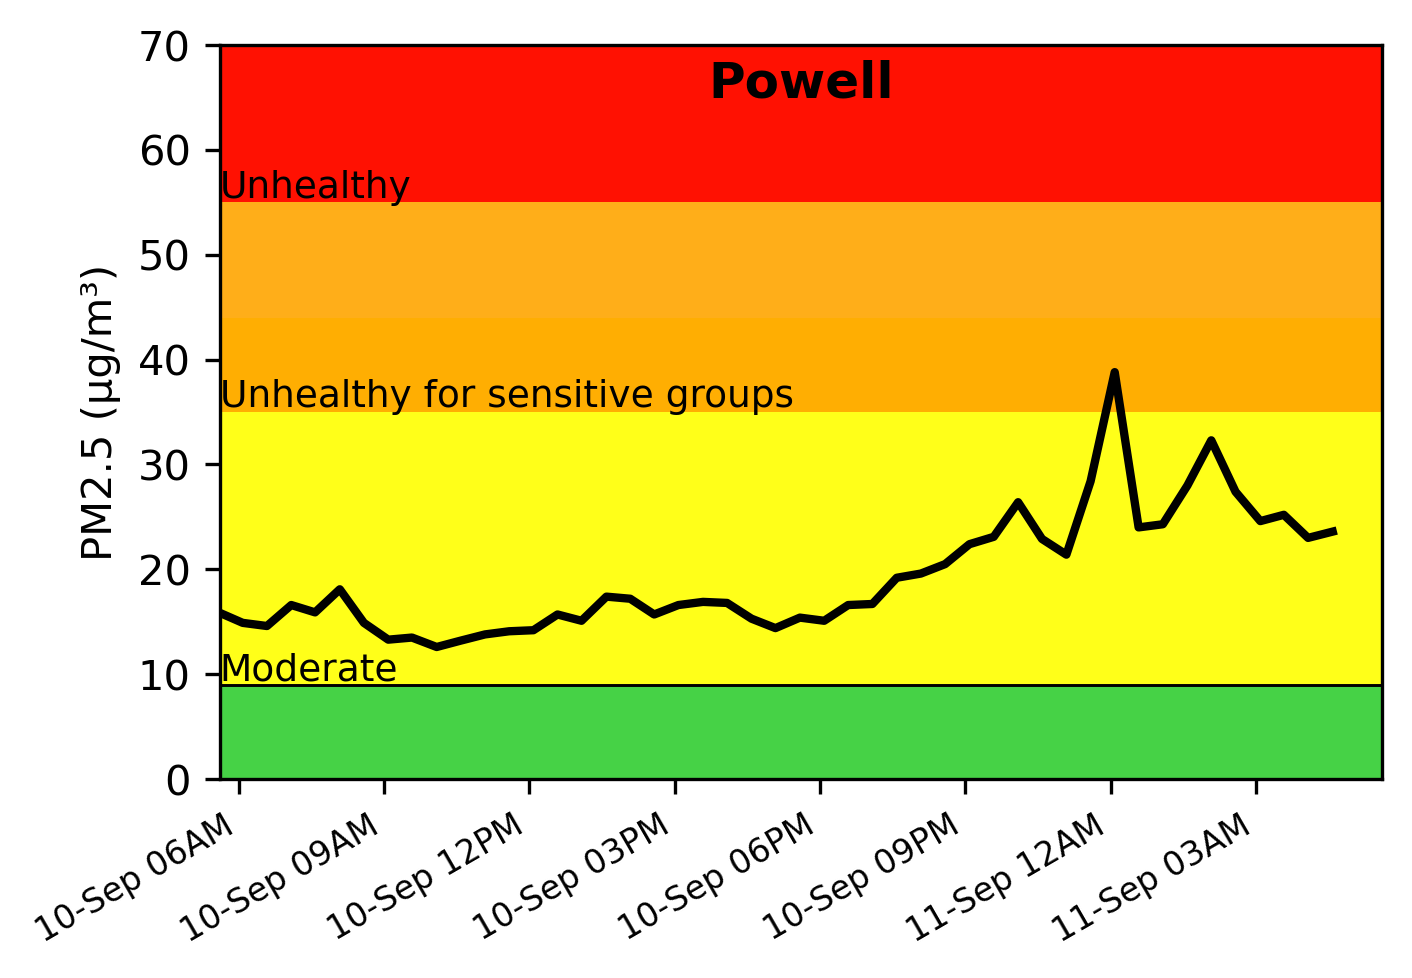 Powell
70
60
50
40
30
20
10
0
PM2.5 (µg/m³)
Unhealthy
Unhealthy for sensitive groups
Moderate
10-Sep 06AM
10-Sep 09AM
10-Sep 12PM
10-Sep 03PM
10-Sep 06PM
10-Sep 09PM
11-Sep 12AM
11-Sep 03AM